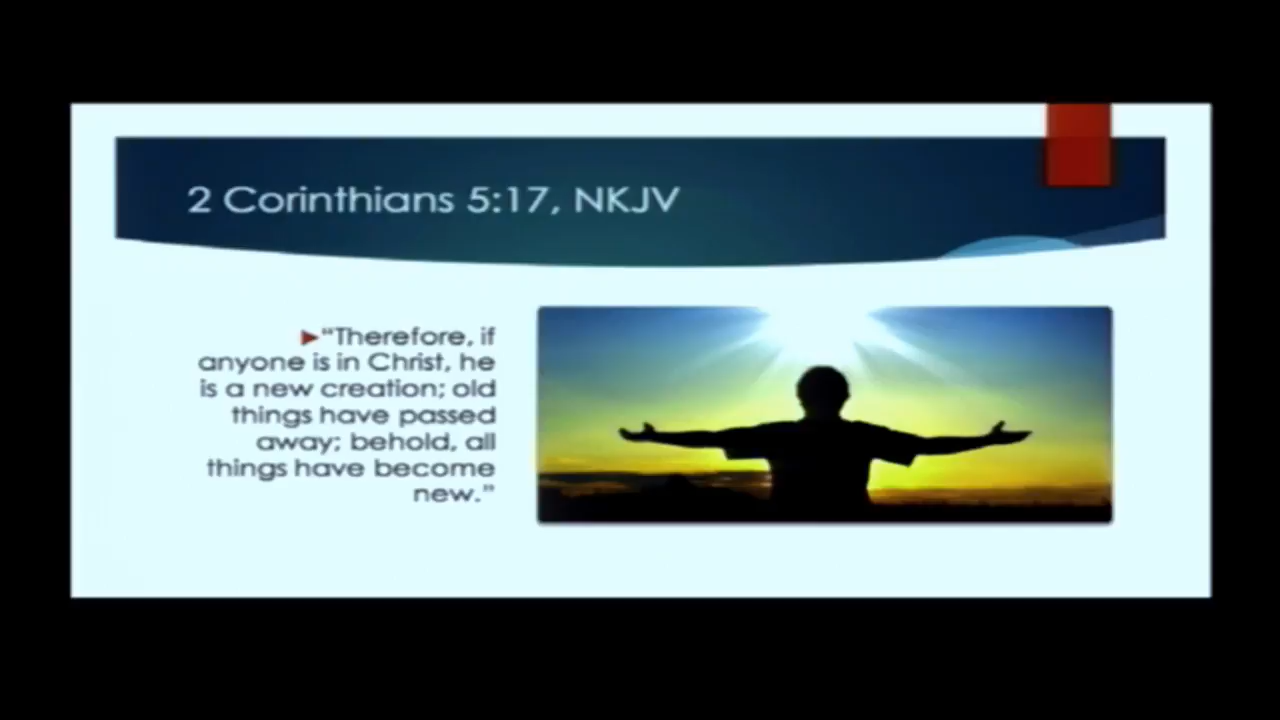 2 Corinthians 5:17, NKJV
“Therefore, if
anyone is in Christ, he
is a new creation; old
things have passed
away; behold, all
things have become
new.”